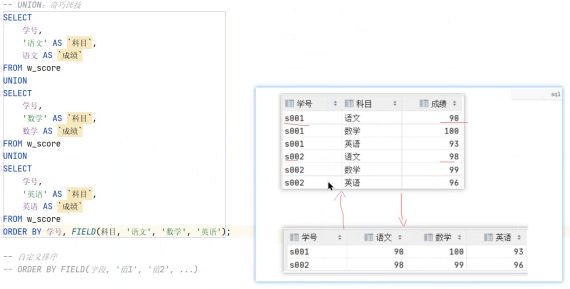 -- UNION：奇巧淫技
SELECT
学号,
'语文' AS `科目`,
语文 AS `成绩`
FROM w_score
UNION
SELECT
学号,
'数学' AS `科目`,
数学 AS `成绩`
FROM w_score
UNION
SELECT
学号,
'英语' AS `科目`,
英语 AS `成绩`
FROM w_score
ORDER BY 学号, FIELD(科目, '语文', '数学', '英语');
-- 自定义排序
-- ORDER BY FIELD(字段, '值1', '值2', ...)
sql
学号 科目 成绩
s001 语文 90
s001 数学 100
s001 英语 93
s002 语文 98
s002 数学 99
s002 英语 96
学号 语文 数学 英语
s001 90 100 93
s002 98 99 96